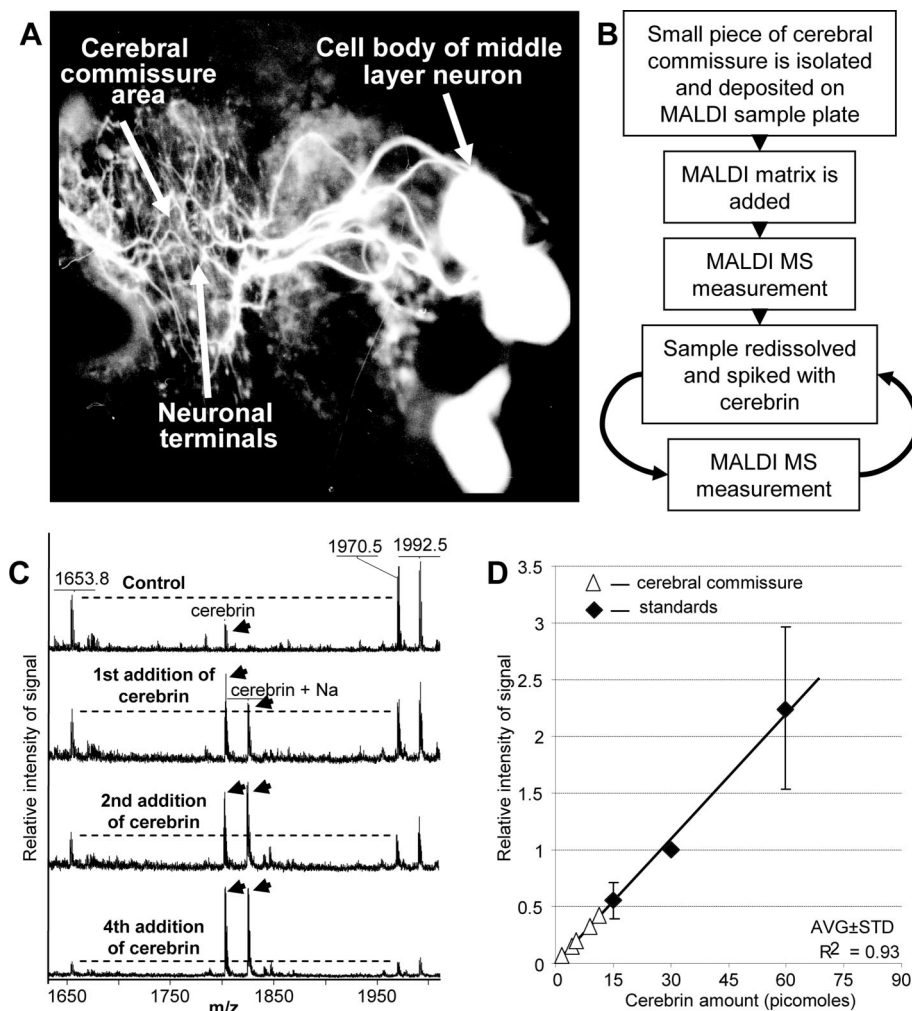 A
Cerebral
commissure
area
Cell body of middle
layer neuron
Neuronal
terminals
B
Small piece of cerebral
commissure is isolated
and deposited on
MALDI sample plate
MALDI matrix is
added
MALDI MS
measurement
Sample redissolved
and spiked with
cerebrin
MALDI MS
measurement
C
Relative intensity of signal
1653.8
Control
cerebrin
1970.5
1992.5
1st addition of
cerebrin
cerebrin + Na
2nd addition
of cerebrin
4th addition
of cerebrin
1650
1750
1850
1950
m/z
D
Relative intensity of signal
3.5
3
2.5
2
1.5
1
0.5
0
— cerebral commissure
— standards
AVG±STD
R2 = 0.93
0 15 30 45 60 75 90
Cerebrin amount (picomoles)